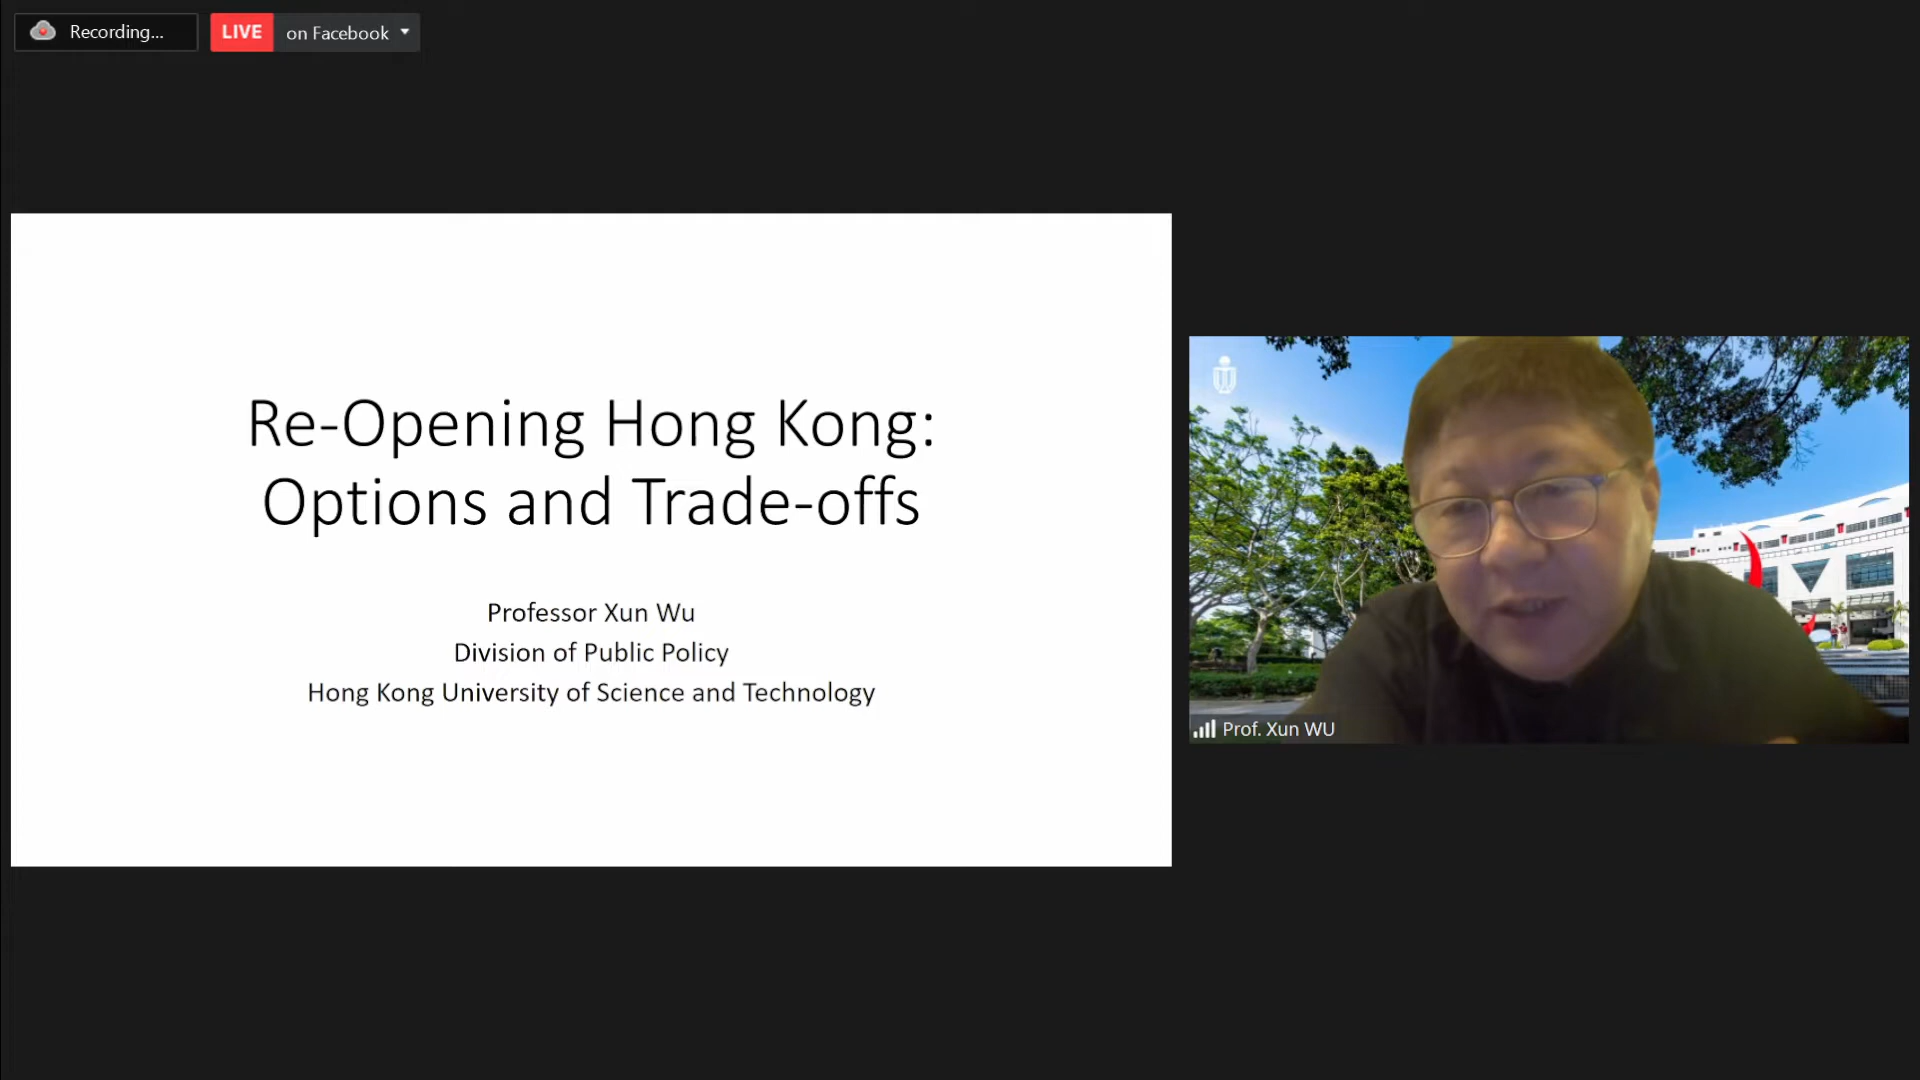 Recording...
LIVE on Facebook
Re-Opening Hong Kong:
Options and Trade-offs
Professor Xun Wu
Division of Public Policy
Hong Kong University of Science and Technology
Prof. Xun WU